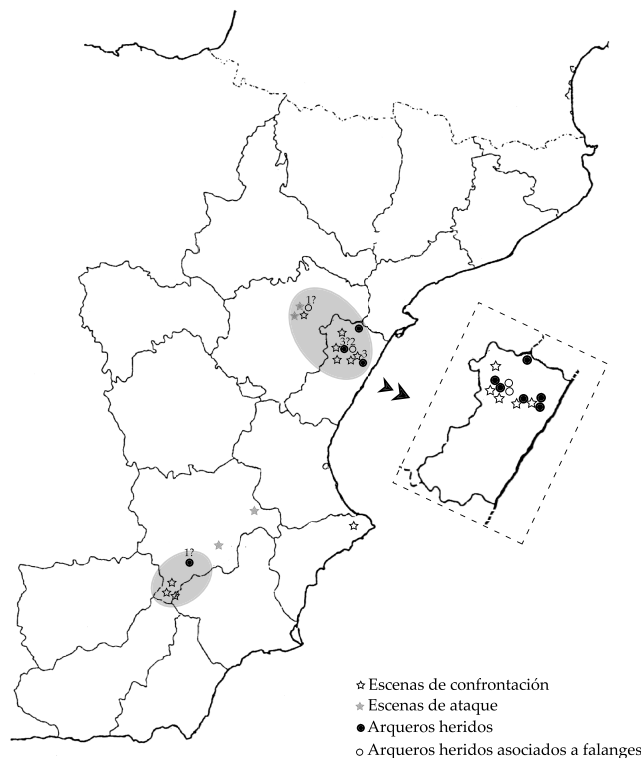 1?
3?2
3
1?
Escenas de confrontación
Escenas de ataque
Arqueros heridos
Arqueros heridos asociados a falanges